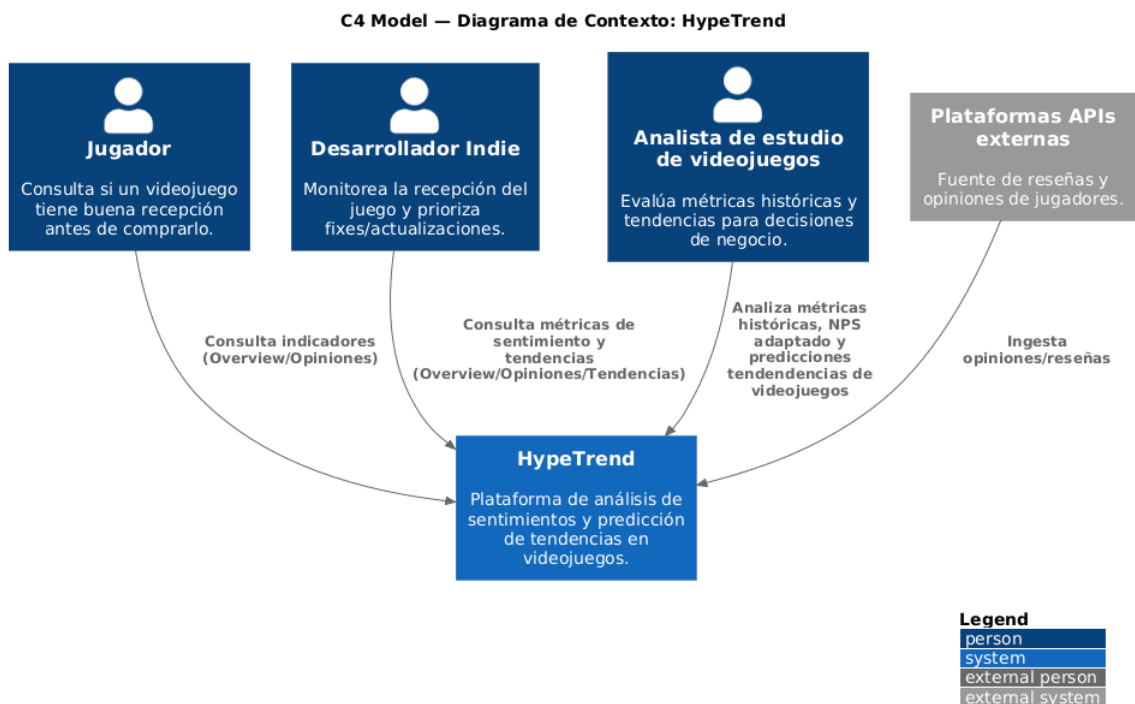 C4 Model — Diagrama de Contexto: HypeTrend
Jugador
Consulta si un videojuego
tiene buena recepción
antes de comprarlo.
Desarrollador Indie
Monitorea la recepción del
juego y prioriza
fixes/actualizaciones.
Analista de estudio
de videojuegos
Evalúa métricas históricas y
tendencias para decisiones
de negocio.
Plataformas APIs
externas
Fuente de reseñas y
opiniones de jugadores.
Consulta indicadores
(Overview/Opiniones)
Consulta métricas de
sentimiento y
tendencias
(Overview/Opiniones/Tendencias)
Analiza métricas
históricas, NPS
adaptado y
predicciones
tendendencias de
videojuegos
Ingesta
opiniones/reseñas
HypeTrend
Plataforma de análisis de
sentimientos y predicción
de tendencias en
videojuegos.
Legend
person
system
external person
external system